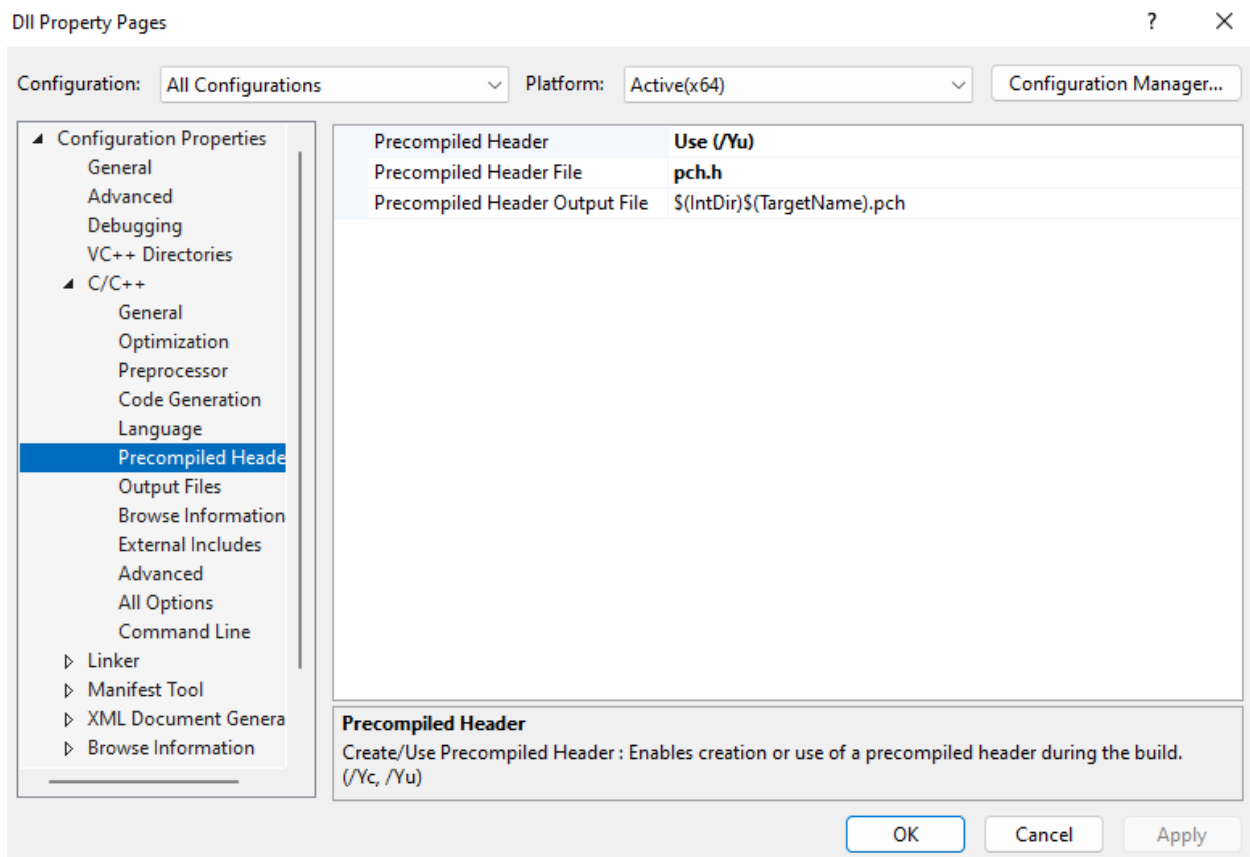 Dll Property Pages
?
Configuration: All Configurations Platform: Active(x64) Configuration Manager...
Configuration Properties
General
Advanced
Debugging
VC++ Directories
C/C++
General
Optimization
Preprocessor
Code Generation
Language
Precompiled Heade
Output Files
Browse Information
External Includes
Advanced
All Options
Command Line
Linker
Manifest Tool
XML Document Genera
Browse Information
Precompiled Header Use (/Yu)
Precompiled Header File pch.h
Precompiled Header Output File $(IntDir)$(TargetName).pch
Precompiled Header
Create/Use Precompiled Header : Enables creation or use of a precompiled header during the build.
(/Yc, /Yu)
OK Cancel Apply